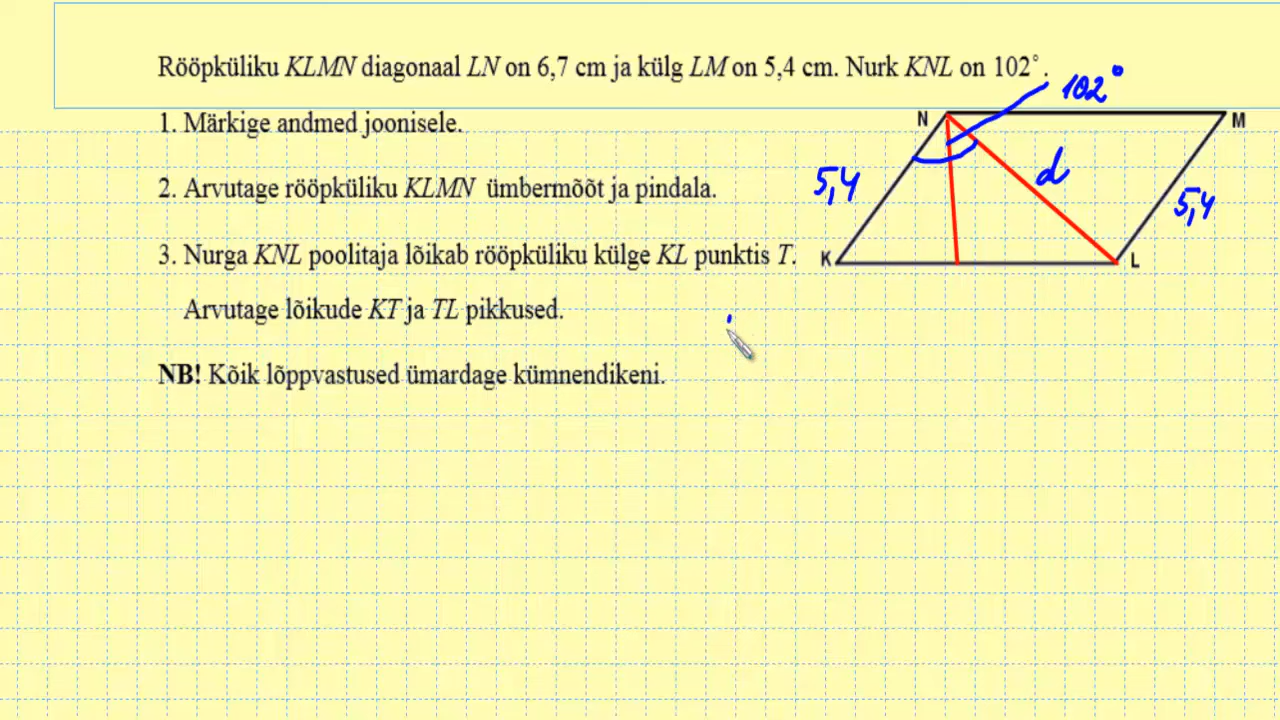 Rööpküliku KLMN diagonaal LN on 6,7 cm ja külg LM on 5,4 cm. Nurk KNL on 102°.
102°
1. Märkige andmed joonisele.
N
M
2. Arvutage rööpküliku KLMN ümbermõõt ja pindala.
5,4
d
5,4
3. Nurga KNL poolitaja lõikab rööpküliku külge KL punktis T.
K
L
Arvutage lõikude KT ja TL pikkused.
NB! Kõik lõppvastused ümardage kümnendikeni.